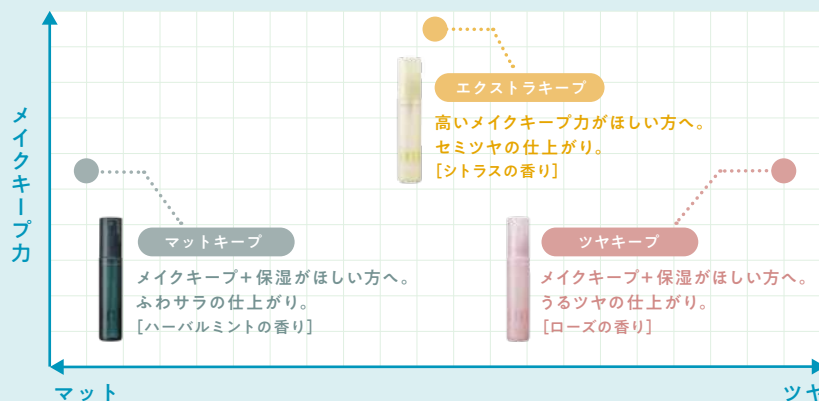 メイクキープ力
エクストラキープ
高いメイクキープ力がほしい方へ。
セミツヤの仕上がり。
[シトラスの香り]
マットキープ
メイクキープ+保湿がほしい方へ。
ふわサラの仕上がり。
[ハーバルミントの香り]
ツヤキープ
メイクキープ+保湿がほしい方へ。
うるツヤの仕上がり。
[ローズの香り]
マット
ツヤ